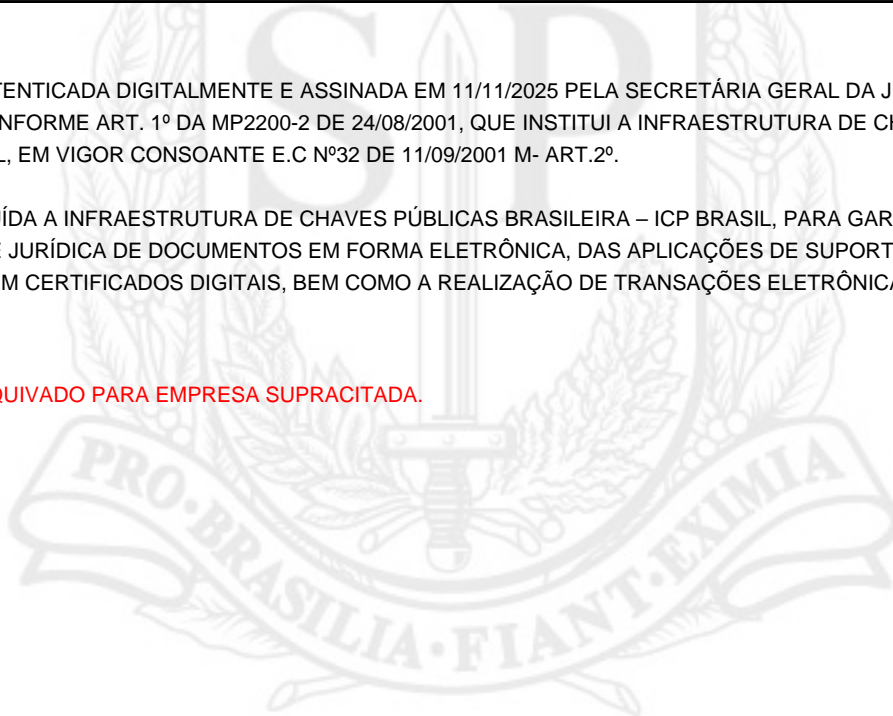 TENTICADA DIGITALMENTE E ASSINADA EM 11/11/2025 PELA SECRETÁRIA GERAL DA J
NFORME ART. 1º DA MP2200-2 DE 24/08/2001, QUE INSTITUI A INFRAESTRUTURA DE CH
L, EM VIGOR CONSOANTE E.C Nº32 DE 11/09/2001 M- ART.2º.
UÍDA A INFRAESTRUTURA DE CHAVES PÚBLICAS BRASILEIRA – ICP BRASIL, PARA GAR
E JURÍDICA DE DOCUMENTOS EM FORMA ELETRÔNICA, DAS APLICAÇÕES DE SUPORT
M CERTIFICADOS DIGITAIS, BEM COMO A REALIZAÇÃO DE TRANSAÇÕES ELETRÔNICA
QUIVADO PARA EMPRESA SUPRACITADA.
SP
PRO·BRASILIA·FIANT·EXIMIA